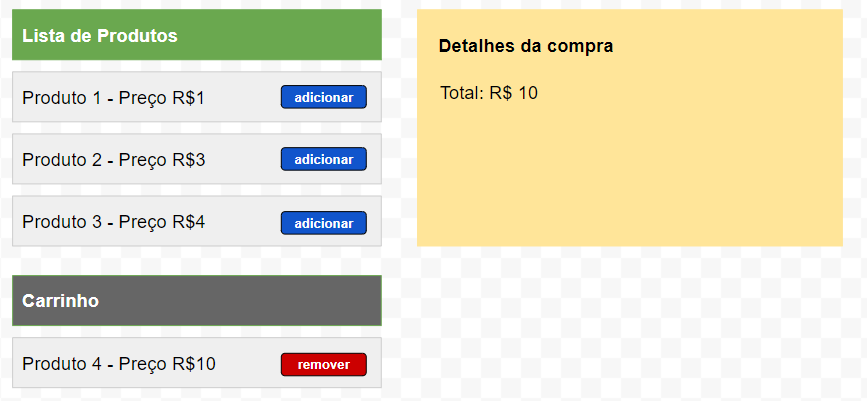 Lista de Produtos
Produto 1 - Preço R$1
adicionar
Produto 2 - Preço R$3
adicionar
Produto 3 - Preço R$4
adicionar
Carrinho
Produto 4 - Preço R$10
remover
Detalhes da compra
Total: R$ 10